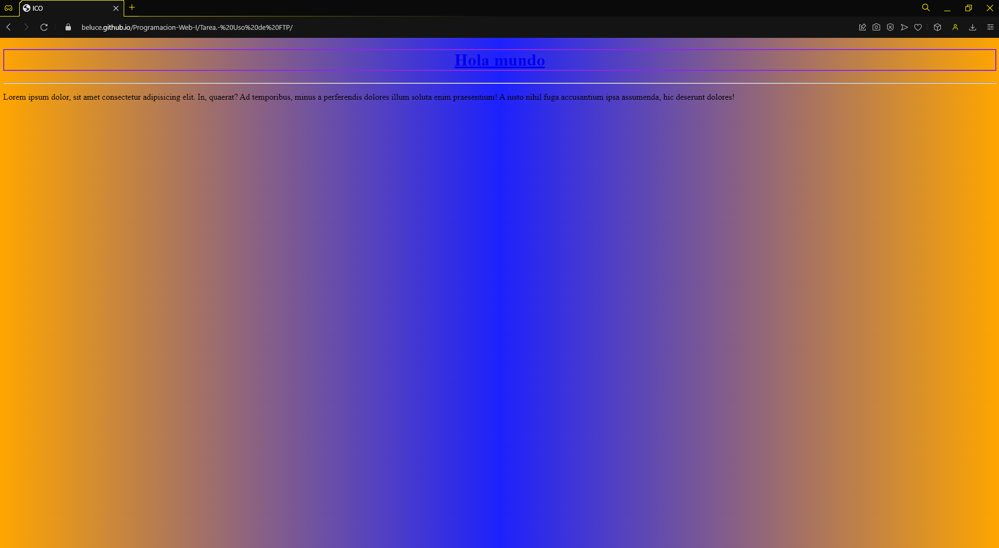 ICO
beluce.github.io/Programacion-Web-I/Tarea.-%20Uso%20de%20FTP/
Hola mundo
Lorem ipsum dolor, sit amet consectetur adipisicing elit. In, quaerat? Ad temporibus, minus a perferendis dolores illum soluta enim praesentium! A iusto nihil fuga accusantium ipsa assumenda, hic deserunt dolores!